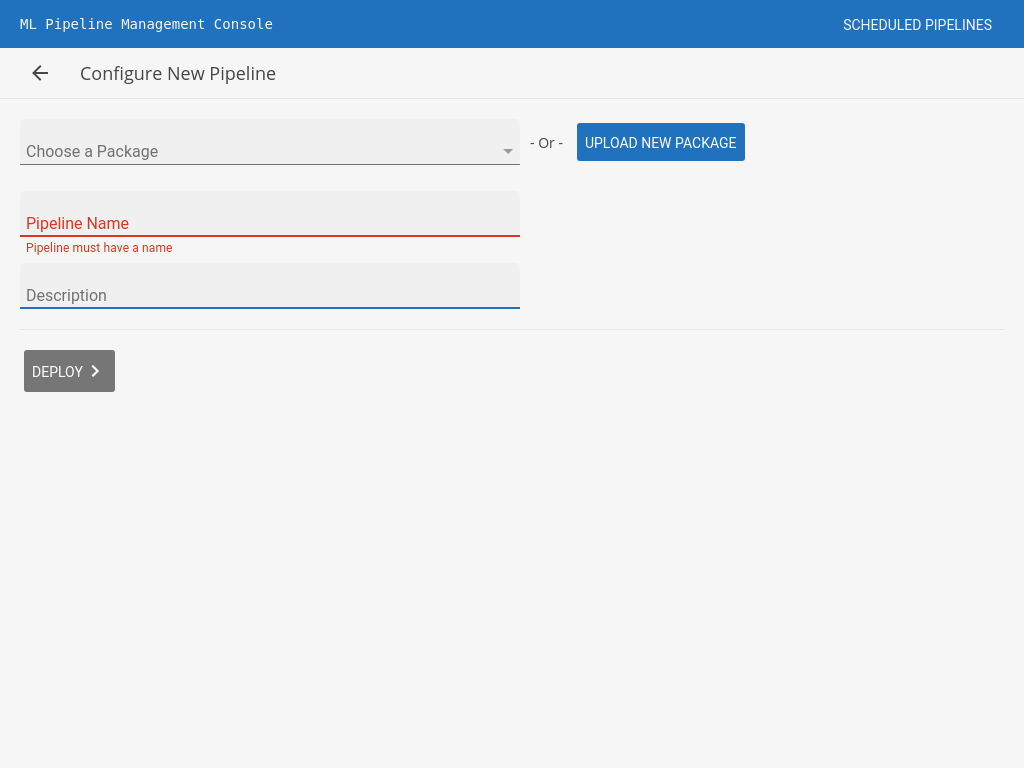 ML Pipeline Management Console
SCHEDULED PIPELINES
Configure New Pipeline
Choose a Package
- Or -
UPLOAD NEW PACKAGE
Pipeline Name
Pipeline must have a name
Description
DEPLOY